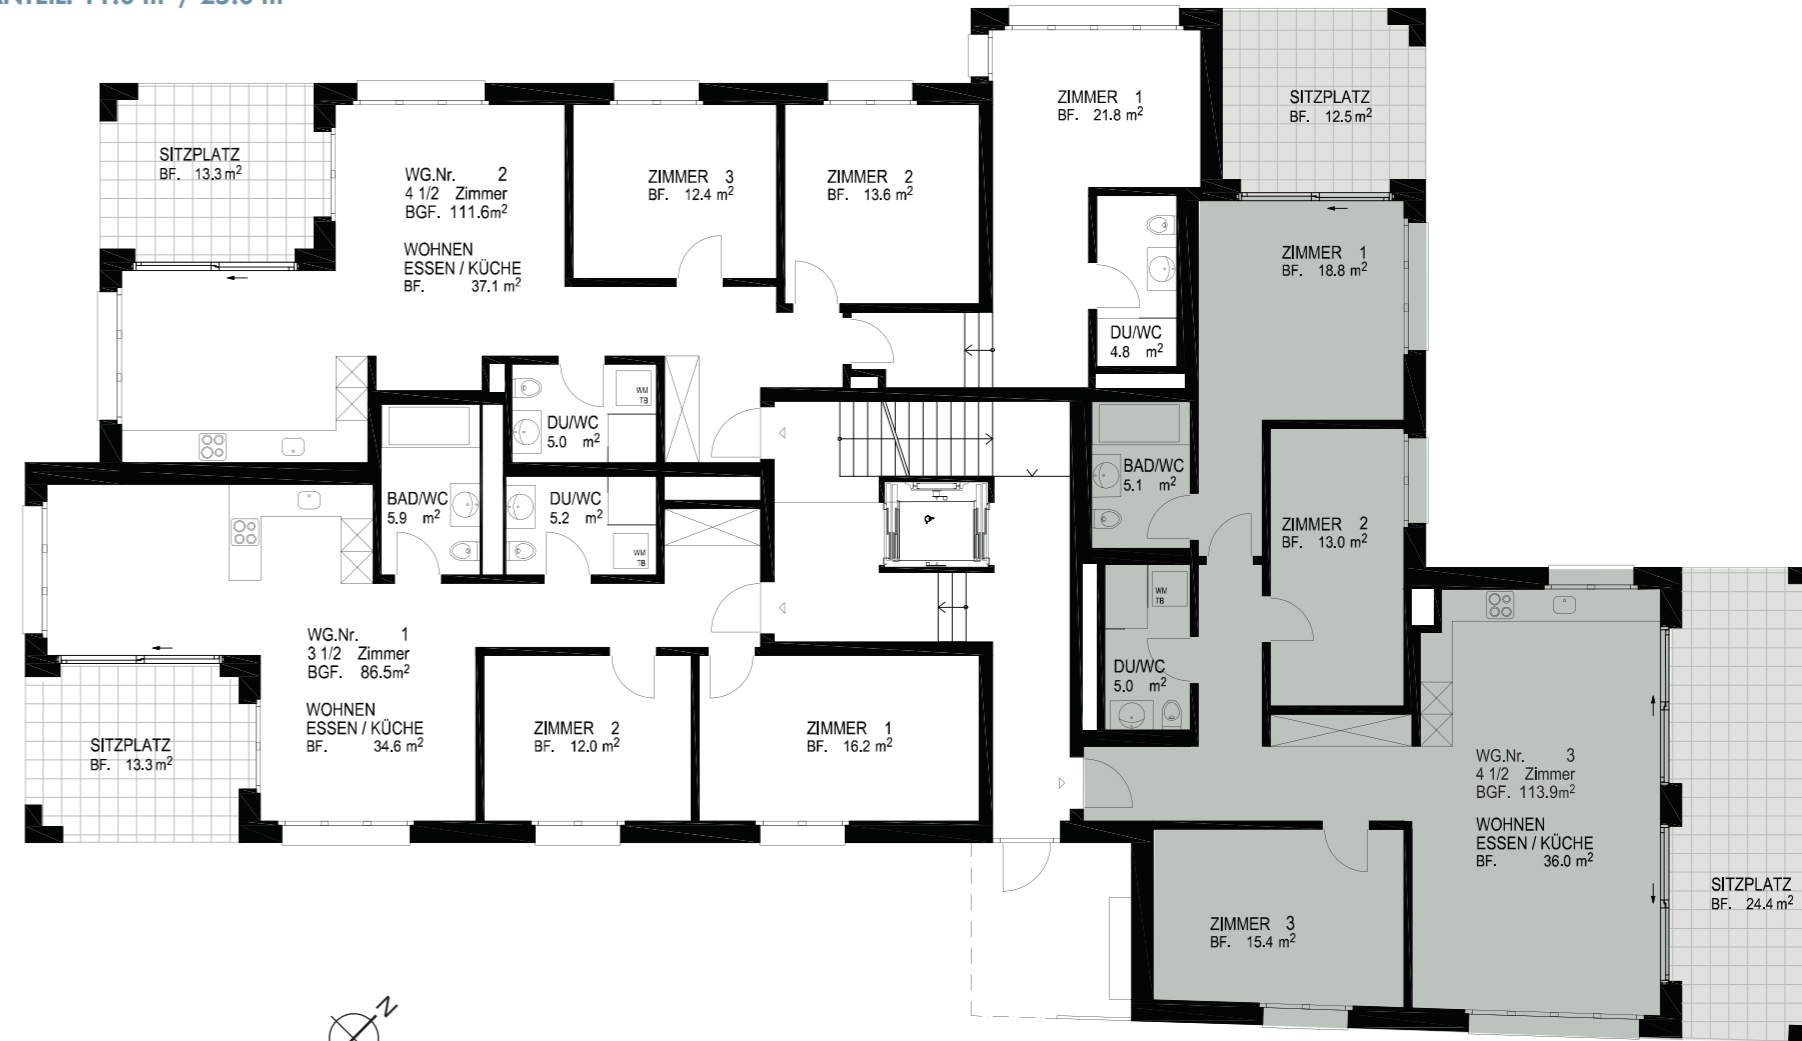 ANTEIL: 11.0 m² / 25.0 m²
ZIMMER 1
BF. 21.8 m²
SITZPLATZ
BF. 12.5 m²
SITZPLATZ
BF. 13.3 m²
WG.Nr. 2
4 1/2 Zimmer
BGF. 111.6m²
WOHNEN
ESSEN / KÜCHE
BF. 37.1 m²
ZIMMER 3
BF. 12.4 m²
ZIMMER 2
BF. 13.6 m²
ZIMMER 1
BF. 18.8 m²
DU/WC
4.8 m²
WM
TB
DU/WC
5.0 m²
BAD/WC
5.9 m²
DU/WC
5.2 m²
WM
TB
BAD/WC
5.1 m²
ZIMMER 2
BF. 13.0 m²
WM
TB
DU/WC
5.0 m²
WG.Nr. 1
3 1/2 Zimmer
BGF. 86.5m²
WOHNEN
ESSEN / KÜCHE
BF. 34.6 m²
SITZPLATZ
BF. 13.3 m²
ZIMMER 2
BF. 12.0 m²
ZIMMER 1
BF. 16.2 m²
WG.Nr. 3
4 1/2 Zimmer
BGF. 113.9m²
WOHNEN
ESSEN / KÜCHE
BF. 36.0 m²
SITZPLATZ
BF. 24.4 m²
ZIMMER 3
BF. 15.4 m²
N